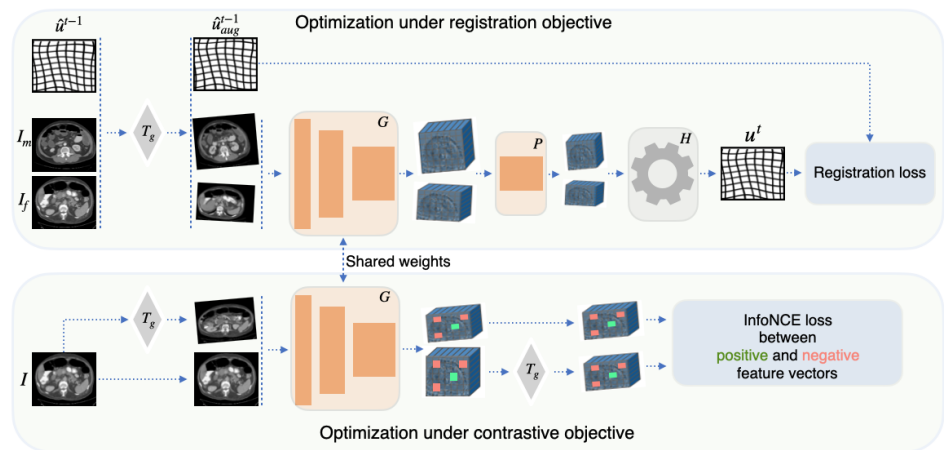 Optimization under registration objective
û^{t-1}
û_{aug}^{t-1}
I_m
T_g
G
P
H
u^t
Registration loss
I_f
Shared weights
T_g
G
InfoNCE loss
between
positive and negative
feature vectors
I
T_g
Optimization under contrastive objective